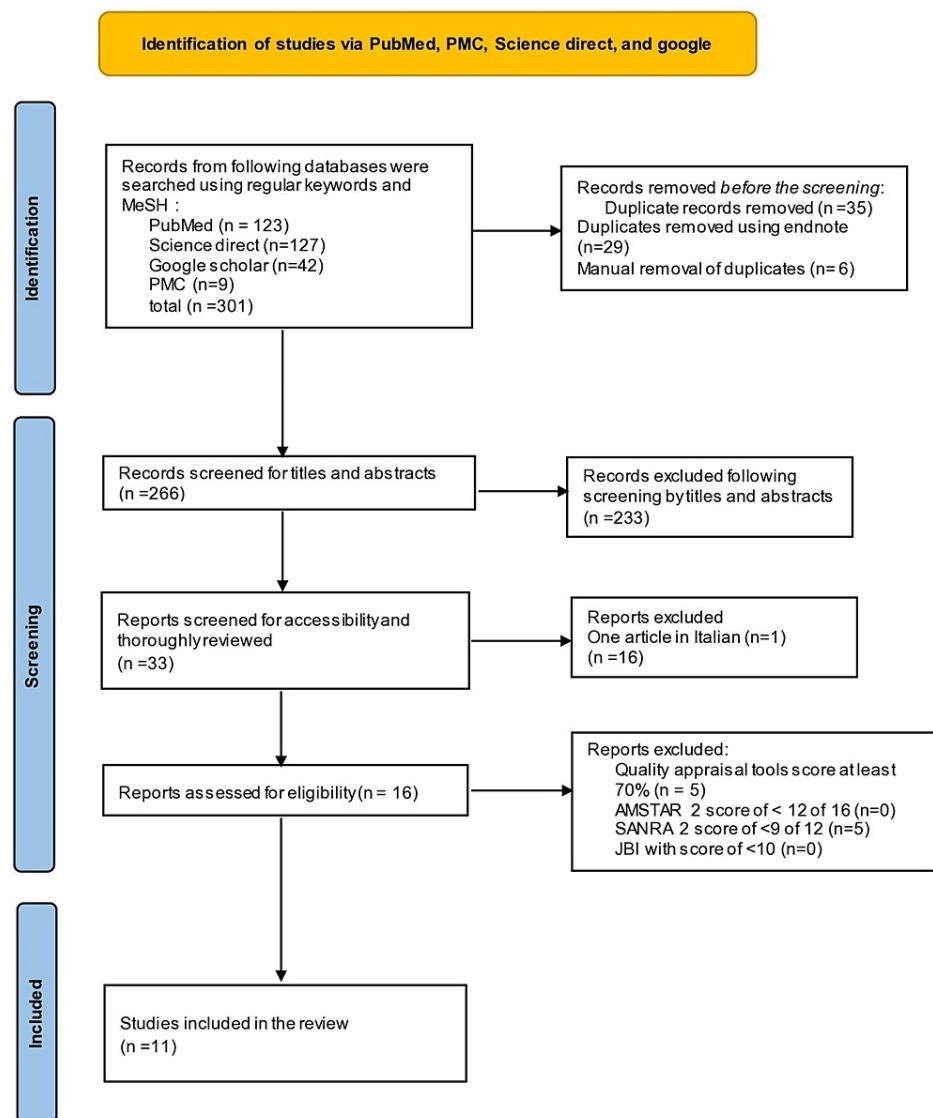 Identification of studies via PubMed, PMC, Science direct, and google
Identification
Records from following databases were
searched using regular keywords and
MeSH :
PubMed (n = 123)
Science direct (n=127)
Google scholar (n=42)
PMC (n=9)
total (n =301)
Records removed before the screening:
Duplicate records removed (n =35)
Duplicates removed using endnote
(n=29)
Manual removal of duplicates (n= 6)
Screening
Records screened for titles and abstracts
(n =266)
Records excluded following
screening by titles and abstracts
(n =233)
Reports screened for accessibility and
thoroughly reviewed
(n =33)
Reports excluded
One article in Italian (n=1)
(n =16)
Reports assessed for eligibility (n = 16)
Reports excluded:
Quality appraisal tools score at least
70% (n = 5)
AMSTAR 2 score of < 12 of 16 (n=0)
SANRA 2 score of <9 of 12 (n=5)
JBI with score of <10 (n=0)
Included
Studies included in the review
(n =11)